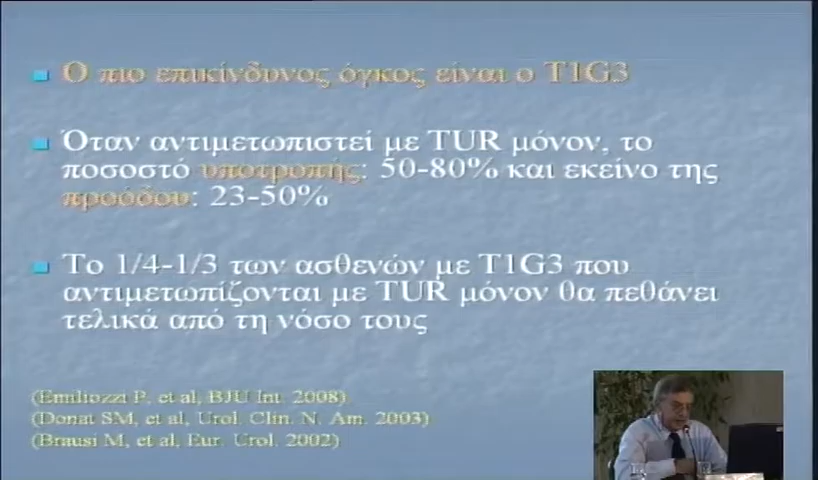 Ο πιο επικίνδυνος όγκος είναι ο T1G3
Όταν αντιμετωπιστεί με TUR μόνον, το
ποσοστό υποτροπής: 50-80% και εκείνο της
προόδου: 23-50%
Το 1/4-1/3 των ασθενών με T1G3 που
αντιμετωπίζονται με TUR μόνον θα πεθάνει
τελικά από τη νόσο τους
(Emiliozzi P, et al, BJU Int. 2008)
(Donat SM, et al, Urol. Clin. N. Am. 2003)
(Brausi M, et al, Eur. Urol. 2002)